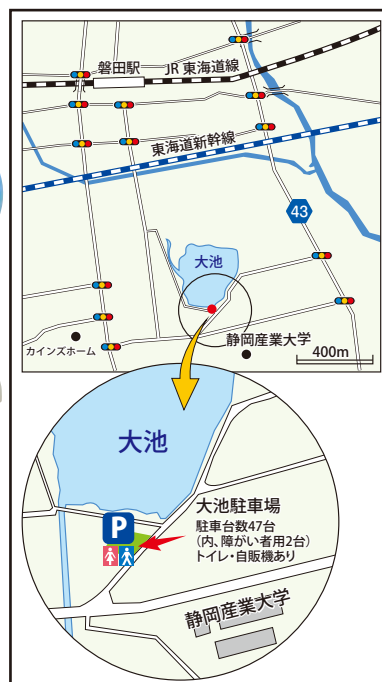 磐田駅
JR 東海道線
東海道新幹線
43
大池
カインズホーム
静岡産業大学
400m
大池
P
大池駐車場
駐車台数47台
(内、障がい者用2台)
トイレ・自販機あり
静岡産業大学